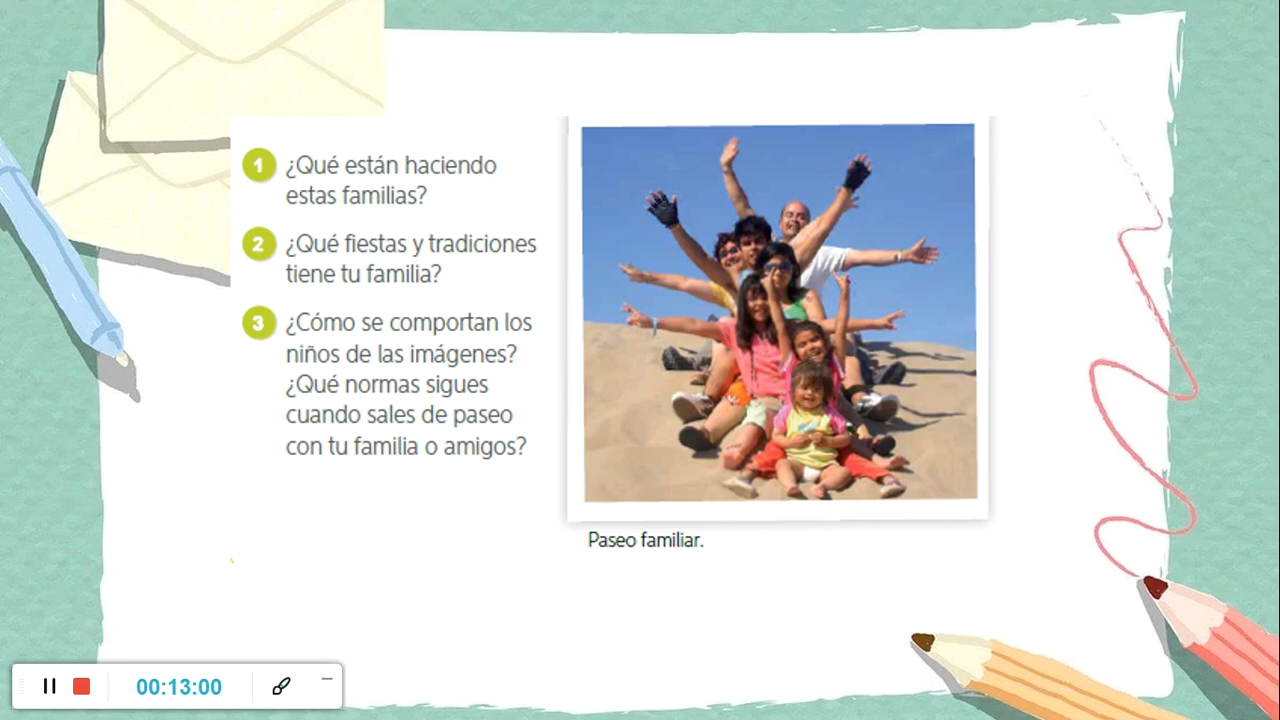 1 ¿Qué están haciendo
estas familias?
2 ¿Qué fiestas y tradiciones
tiene tu familia?
3 ¿Cómo se comportan los
niños de las imágenes?
¿Qué normas sigues
cuando sales de paseo
con tu familia o amigos?
Paseo familiar.
00:13:00